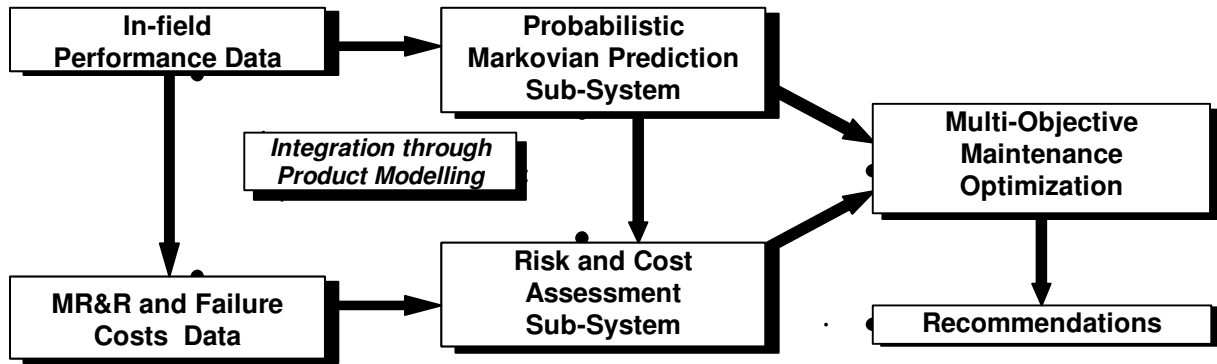 In-field
Performance Data
Probabilistic
Markovian Prediction
Sub-System
Multi-Objective
Maintenance
Optimization
Integration through
Product Modelling
MR&R and Failure
Costs Data
Risk and Cost
Assessment
Sub-System
Recommendations